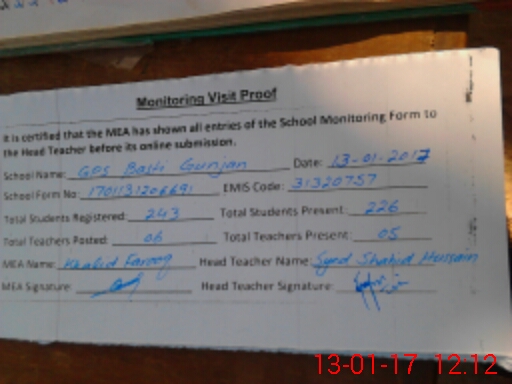 Monitoring Visit Proof
It is certified that the MEA has shown all entries of the School Monitoring Form to
the Head Teacher before its online submission.
School Name: GPS Basti Gunjan Date: 13-01-2017
School Form No: 1701131206691 EMIS Code: 31320757
Total Students Registered: 243 Total Students Present: 226
Total Teachers Posted: 06 Total Teachers Present: 05
MEA Name: Khalid Farooq Head Teacher Name: Syed Shahid Hussain
MEA Signature: Head Teacher Signature:
13-01-17 12:12